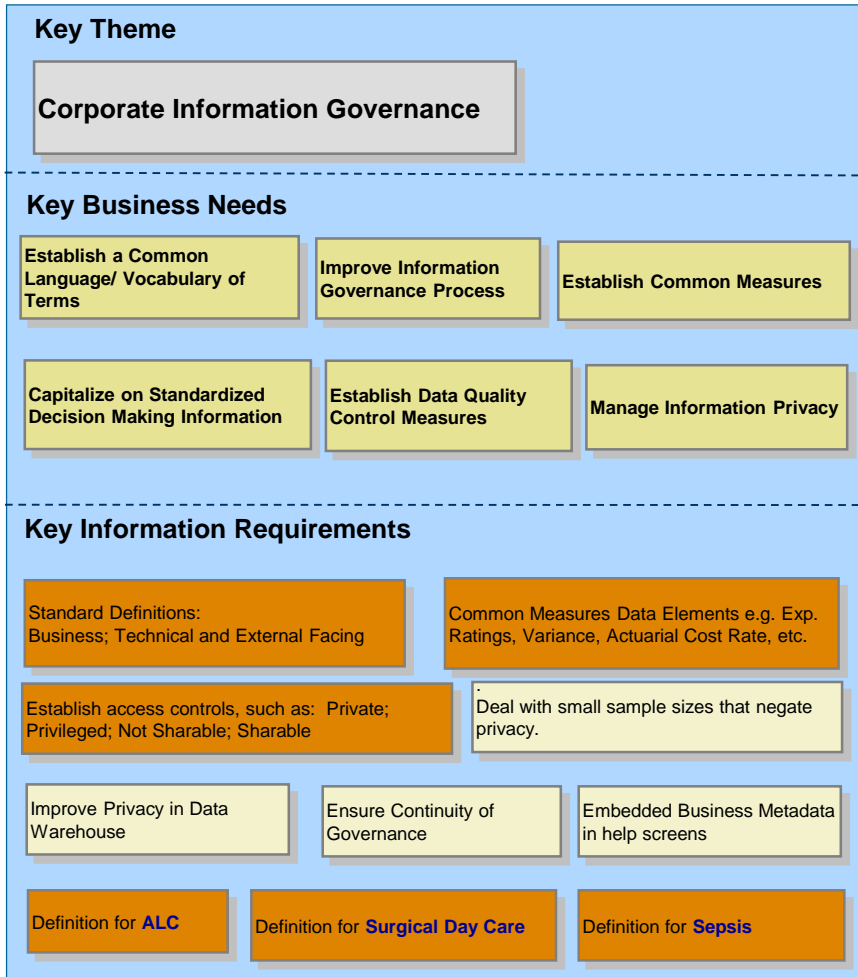 Key Theme
Corporate Information Governance
Key Business Needs
Establish a Common
Language/ Vocabulary of
Terms
Improve Information
Governance Process
Establish Common Measures
Capitalize on Standardized
Decision Making Information
Establish Data Quality
Control Measures
Manage Information Privacy
Key Information Requirements
Standard Definitions:
Business; Technical and External Facing
Common Measures Data Elements e.g. Exp.
Ratings, Variance, Actuarial Cost Rate, etc.
Establish access controls, such as:  Private;
Privileged; Not Sharable; Sharable
.
Deal with small sample sizes that negate
privacy.
Improve Privacy in Data
Warehouse
Ensure Continuity of
Governance
Embedded Business Metadata
in help screens
Definition for ALC
Definition for Surgical Day Care
Definition for Sepsis